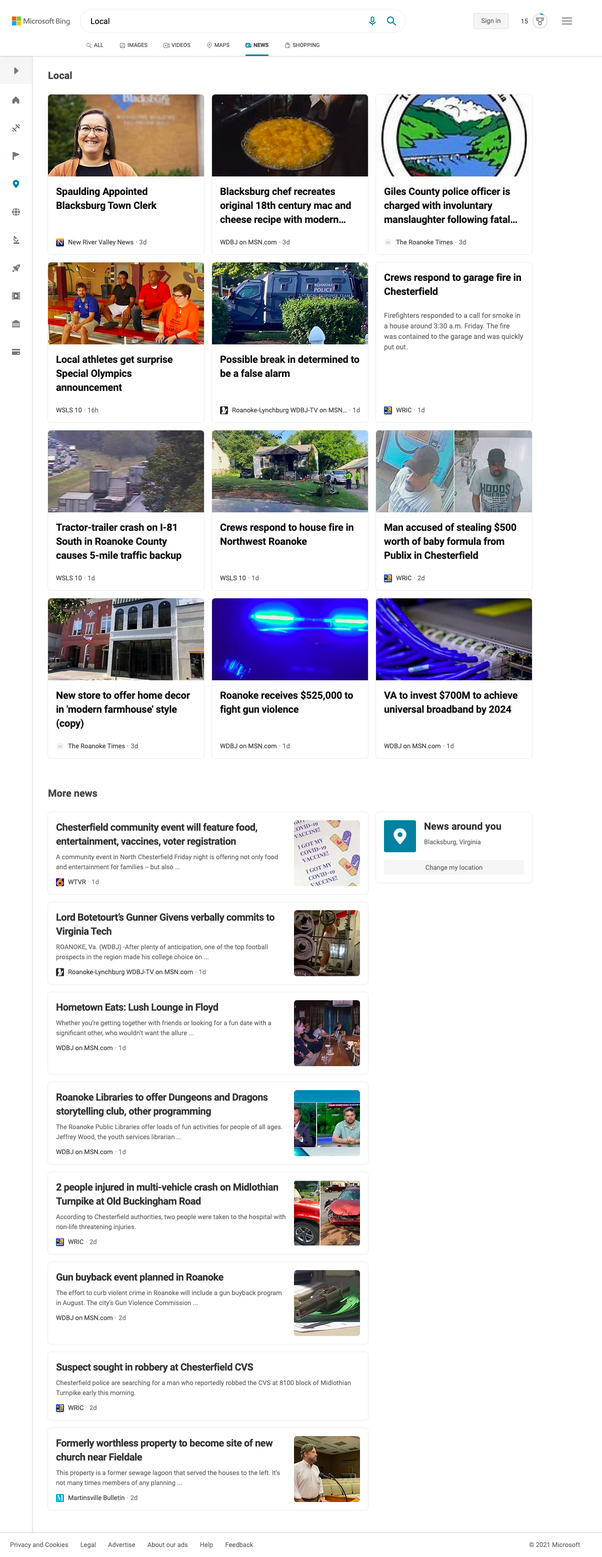 Microsoft Bing
Local
Sign in
15
ALL
IMAGES
VIDEOS
MAPS
NEWS
SHOPPING
Local
Spaulding Appointed
Blacksburg Town Clerk
New River Valley News · 3d
Blacksburg chef recreates
original 18th century mac and
cheese recipe with modern...
WDBJ on MSN.com · 3d
Giles County police officer is
charged with involuntary
manslaughter following fatal...
The Roanoke Times · 3d
Local athletes get surprise
Special Olympics
announcement
WSLS 10 · 16h
POLICE
Possible break in determined to
be a false alarm
Roanoke-Lynchburg WDBJ-TV on MSN... · 1d
Crews respond to garage fire in
Chesterfield
Firefighters responded to a call for smoke in
a house around 3:30 a.m. Friday. The fire
was contained to the garage and was quickly
put out.
WRIC · 1d
Tractor-trailer crash on I-81
South in Roanoke County
causes 5-mile traffic backup
WSLS 10 · 1d
Crews respond to house fire in
Northwest Roanoke
WSLS 10 · 1d
Man accused of stealing $500
worth of baby formula from
Publix in Chesterfield
WRIC · 2d
New store to offer home decor
in 'modern farmhouse' style
(copy)
The Roanoke Times · 3d
Roanoke receives $525,000 to
fight gun violence
WDBJ on MSN.com · 1d
VA to invest $700M to achieve
universal broadband by 2024
WDBJ on MSN.com · 1d
More news
Chesterfield community event will feature food,
entertainment, vaccines, voter registration
A community event in North Chesterfield Friday night is offering not only food
and entertainment for families – but also ...
WTVR · 1d
I GOT MY
COVID-19
VACCINE!
News around you
Blacksburg, Virginia
Change my location
Lord Botetourt's Gunner Givens verbally commits to
Virginia Tech
ROANOKE, Va. (WDBJ) -After plenty of anticipation, one of the top football
prospects in the region made his college choice on ...
Roanoke-Lynchburg WDBJ-TV on MSN.com · 1d
Hometown Eats: Lush Lounge in Floyd
Whether you're getting together with friends or looking for a fun date with a
significant other, who wouldn't want the allure ...
WDBJ on MSN.com · 1d
Roanoke Libraries to offer Dungeons and Dragons
storytelling club, other programming
The Roanoke Public Libraries offer loads of fun activities for people of all ages.
Jeffrey Wood, the youth services librarian ...
WDBJ on MSN.com · 1d
2 people injured in multi-vehicle crash on Midlothian
Turnpike at Old Buckingham Road
According to Chesterfield authorities, two people were taken to the hospital with
non-life threatening injuries.
WRIC · 2d
Gun buyback event planned in Roanoke
The effort to curb violent crime in Roanoke will include a gun buyback program
in August. The city's Gun Violence Commission ...
WDBJ on MSN.com · 2d
Suspect sought in robbery at Chesterfield CVS
Chesterfield police are searching for a man who reportedly robbed the CVS at 8100 block of Midlothian
Turnpike early this morning.
WRIC · 2d
Formerly worthless property to become site of new
church near Fieldale
This property is a former sewage lagoon that served the houses to the left. It's
not many times members of any planning ...
Martinsville Bulletin · 2d
Privacy and Cookies
Legal
Advertise
About our ads
Help
Feedback
© 2021 Microsoft